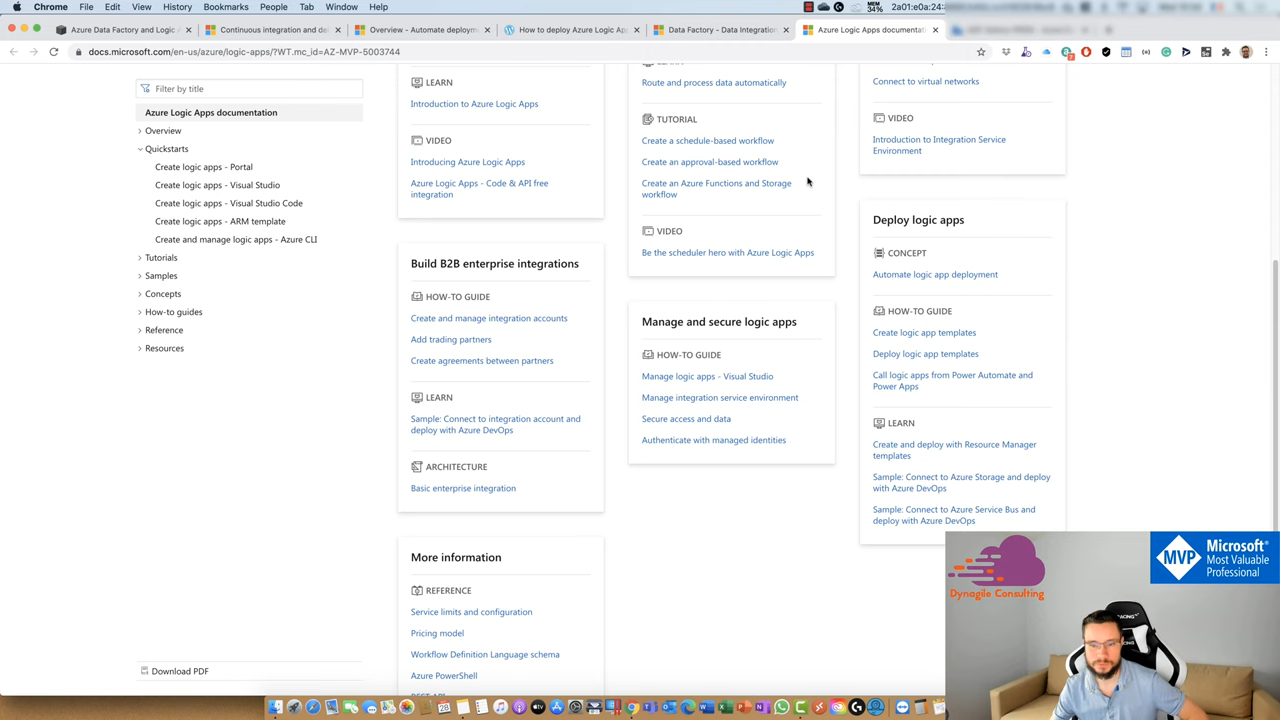 Chrome File Edit View History Bookmarks People Tab Window Help
MEM 34% 2a01:e0a:24:
Azure Data Factory and Logic A
Continuous integration and de
Overview - Automate deploym
How to deploy Azure Logic Ap
Data Factory - Data Integration
Azure Logic Apps documentat
docs.microsoft.com/en-us/azure/logic-apps/?WT.mc_id=AZ-MVP-5003744
Filter by title
Azure Logic Apps documentation
Overview
Quickstarts
Create logic apps - Portal
Create logic apps - Visual Studio
Create logic apps - Visual Studio Code
Create logic apps - ARM template
Create and manage logic apps - Azure CLI
Tutorials
Samples
Concepts
How-to guides
Reference
Resources
Download PDF
LEARN
Introduction to Azure Logic Apps
VIDEO
Introducing Azure Logic Apps
Azure Logic Apps - Code & API free
integration
Build B2B enterprise integrations
HOW-TO GUIDE
Create and manage integration accounts
Add trading partners
Create agreements between partners
LEARN
Sample: Connect to integration account and
deploy with Azure DevOps
ARCHITECTURE
Basic enterprise integration
More information
REFERENCE
Service limits and configuration
Pricing model
Workflow Definition Language schema
Azure PowerShell
Route and process data automatically
TUTORIAL
Create a schedule-based workflow
Create an approval-based workflow
Create an Azure Functions and Storage
workflow
VIDEO
Be the scheduler hero with Azure Logic Apps
Manage and secure logic apps
HOW-TO GUIDE
Manage logic apps - Visual Studio
Manage integration service environment
Secure access and data
Authenticate with managed identities
Connect to virtual networks
VIDEO
Introduction to Integration Service
Environment
Deploy logic apps
CONCEPT
Automate logic app deployment
HOW-TO GUIDE
Create logic app templates
Deploy logic app templates
Call logic apps from Power Automate and
Power Apps
LEARN
Create and deploy with Resource Manager
templates
Sample: Connect to Azure Storage and deploy
with Azure DevOps
Sample: Connect to Azure Service Bus and
deploy with Azure DevOps
Dynagile Consulting
MVP
Microsoft
Most Valuable
Professional